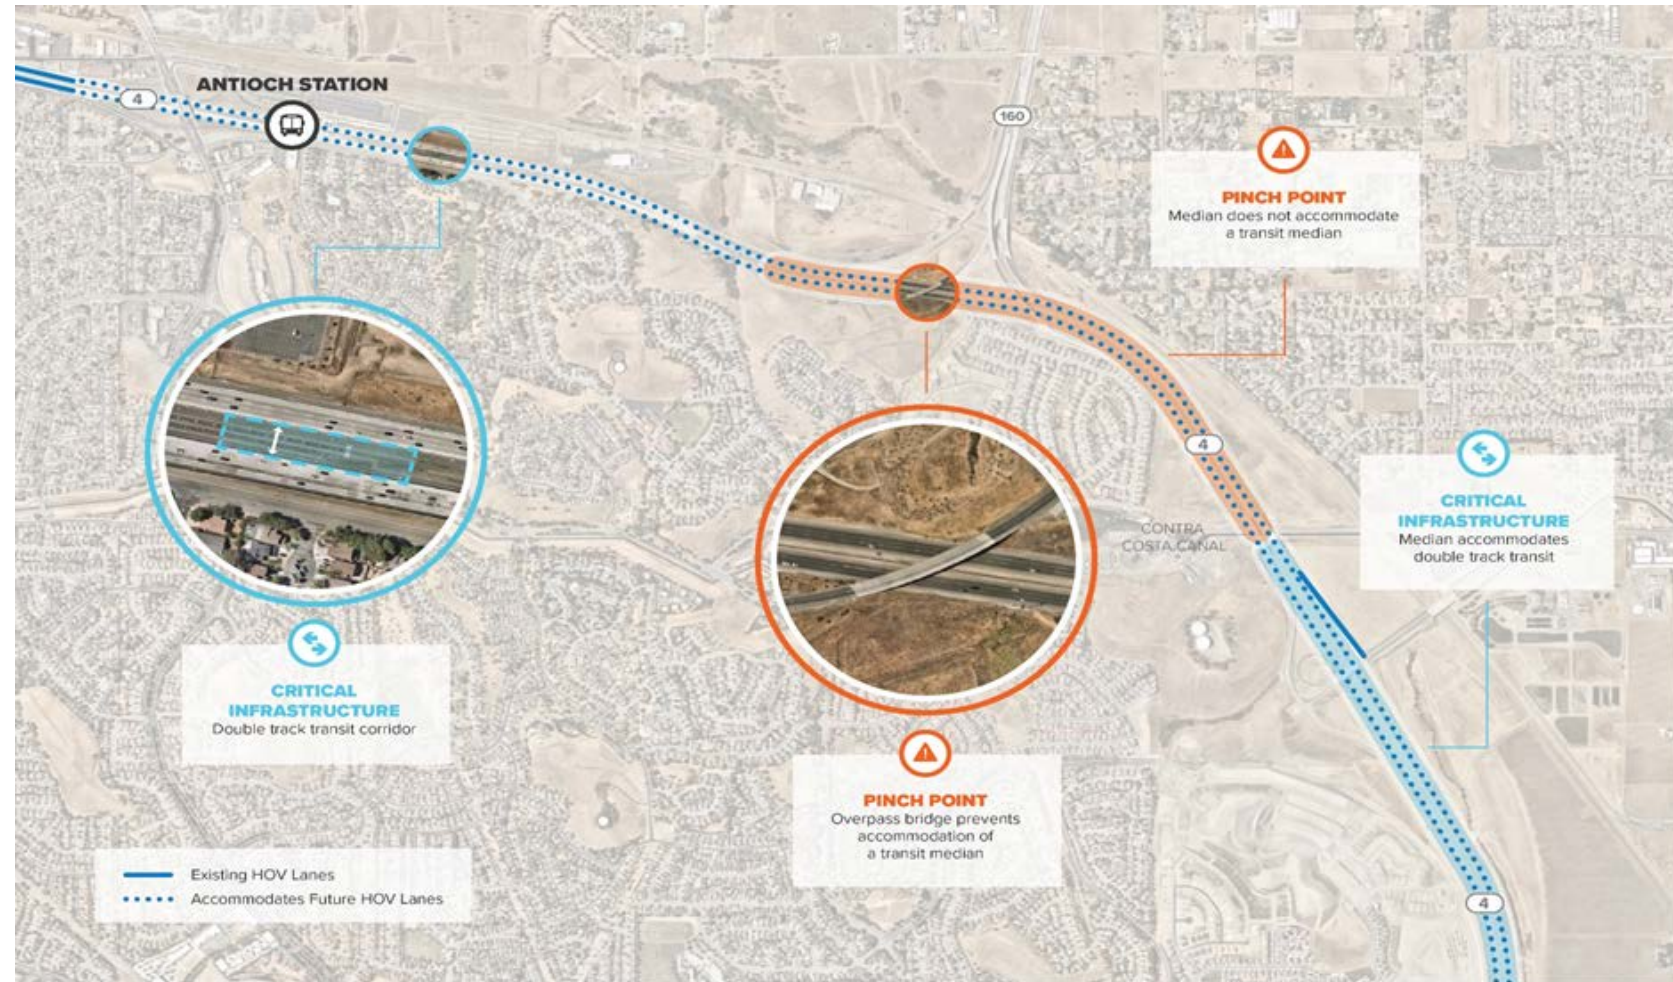 ANTIOCH STATION
4
160
PINCH POINT
Median does not accommodate
a transit median
4
CRITICAL
INFRASTRUCTURE
Median accommodates
double track transit
CONTRA
COSTA CANAL
CRITICAL
INFRASTRUCTURE
Double track transit corridor
PINCH POINT
Overpass bridge prevents
accommodation of
a transit median
Existing HOV Lanes
Accommodates Future HOV Lanes
4